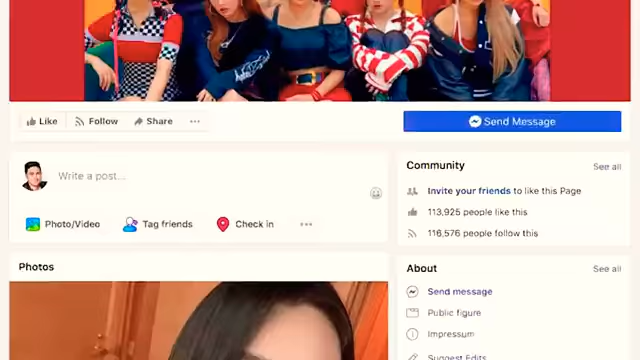 Like Follow Share ... Send Message
Write a post...
Photo/Video Tag friends Check in ...
Community See all
Invite your friends to like this Page
113,925 people like this
116,576 people follow this
Photos
About See all
Send message
Public figure
Impressum
Suggest Edits